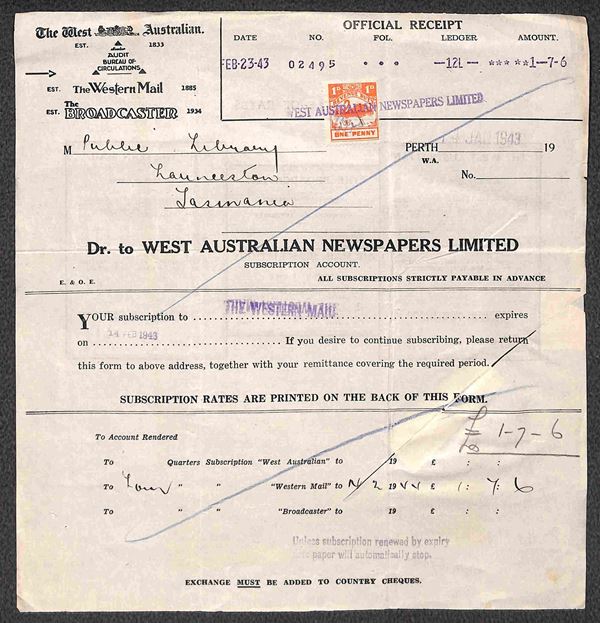 The West Australian.
EST. 1833
AUDIT
BUREAU OF
CIRCULATIONS
EST. The Western Mail 1885
EST. The BROADCASTER 1934
OFFICIAL RECEIPT
DATE NO. FOL. LEDGER AMOUNT.
FEB-23-43 02495 —12L— *****1-7-6
1D 1D
ONE PENNY
WEST AUSTRALIAN NEWSPAPERS LIMITED
M Public Library
Launceston
Tasmania
PERTH 19
W.A.
JAN 1943
No.
Dr. to WEST AUSTRALIAN NEWSPAPERS LIMITED
SUBSCRIPTION ACCOUNT.
E. & O. E. ALL SUBSCRIPTIONS STRICTLY PAYABLE IN ADVANCE
YOUR subscription to THE WESTERN MAIL expires
on 14 FEB 1943 If you desire to continue subscribing, please return
this form to above address, together with your remittance covering the required period.
SUBSCRIPTION RATES ARE PRINTED ON THE BACK OF THIS FORM.
1-7-6
To Account Rendered
To Quarters Subscription "West Australian" to 19 £ : :
To Four " " "Western Mail" to 19 44 £ 1 : 7 : 6
To " " "Broadcaster" to 19 £ : :
Unless subscription renewed by expiry
this paper will automatically stop.
EXCHANGE MUST BE ADDED TO COUNTRY CHEQUES.